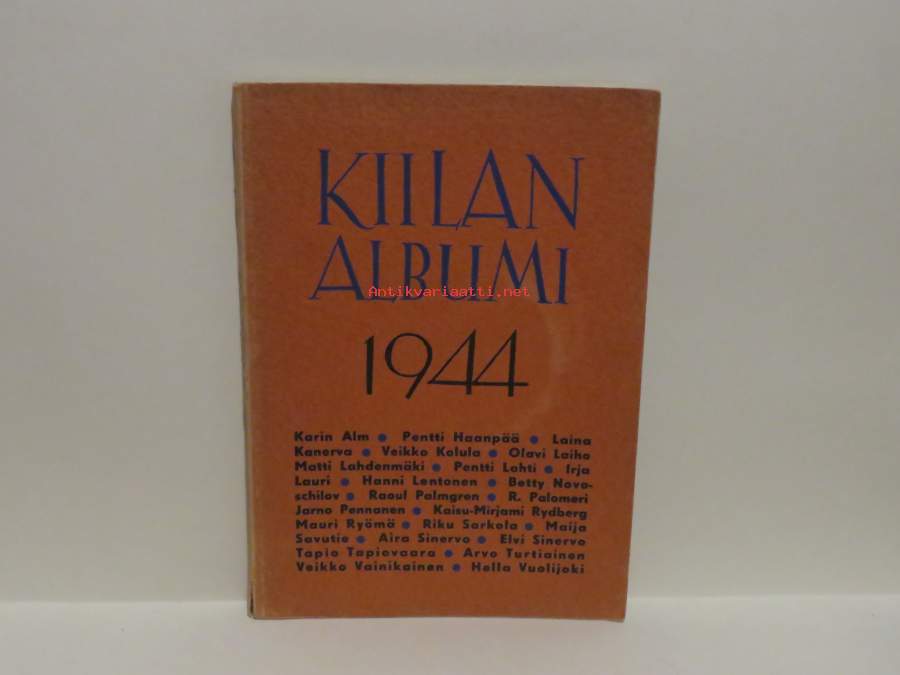 KIILAN
ALBUMI
Antikvariaatti.net
1944
Karin Alm • Pentti Haanpää • Laina
Kanerva • Veikko Kalula • Olavi Laiho
Matti Lahdenmäki • Pentti Lahti • Irja
Lauri • Hanni Lentonen • Betty Novo-
schilov • Raoul Palmgren • R. Palomeri
Jarno Pennanen • Kaisu-Mirjami Rydberg
Mauri Ryömä • Riku Sarkola • Maija
Savutie • Aira Sinervo • Elvi Sinervo
Tapio Tapiovaara • Arvo Turtiainen
Veikko Vainikainen • Hella Vuolijoki